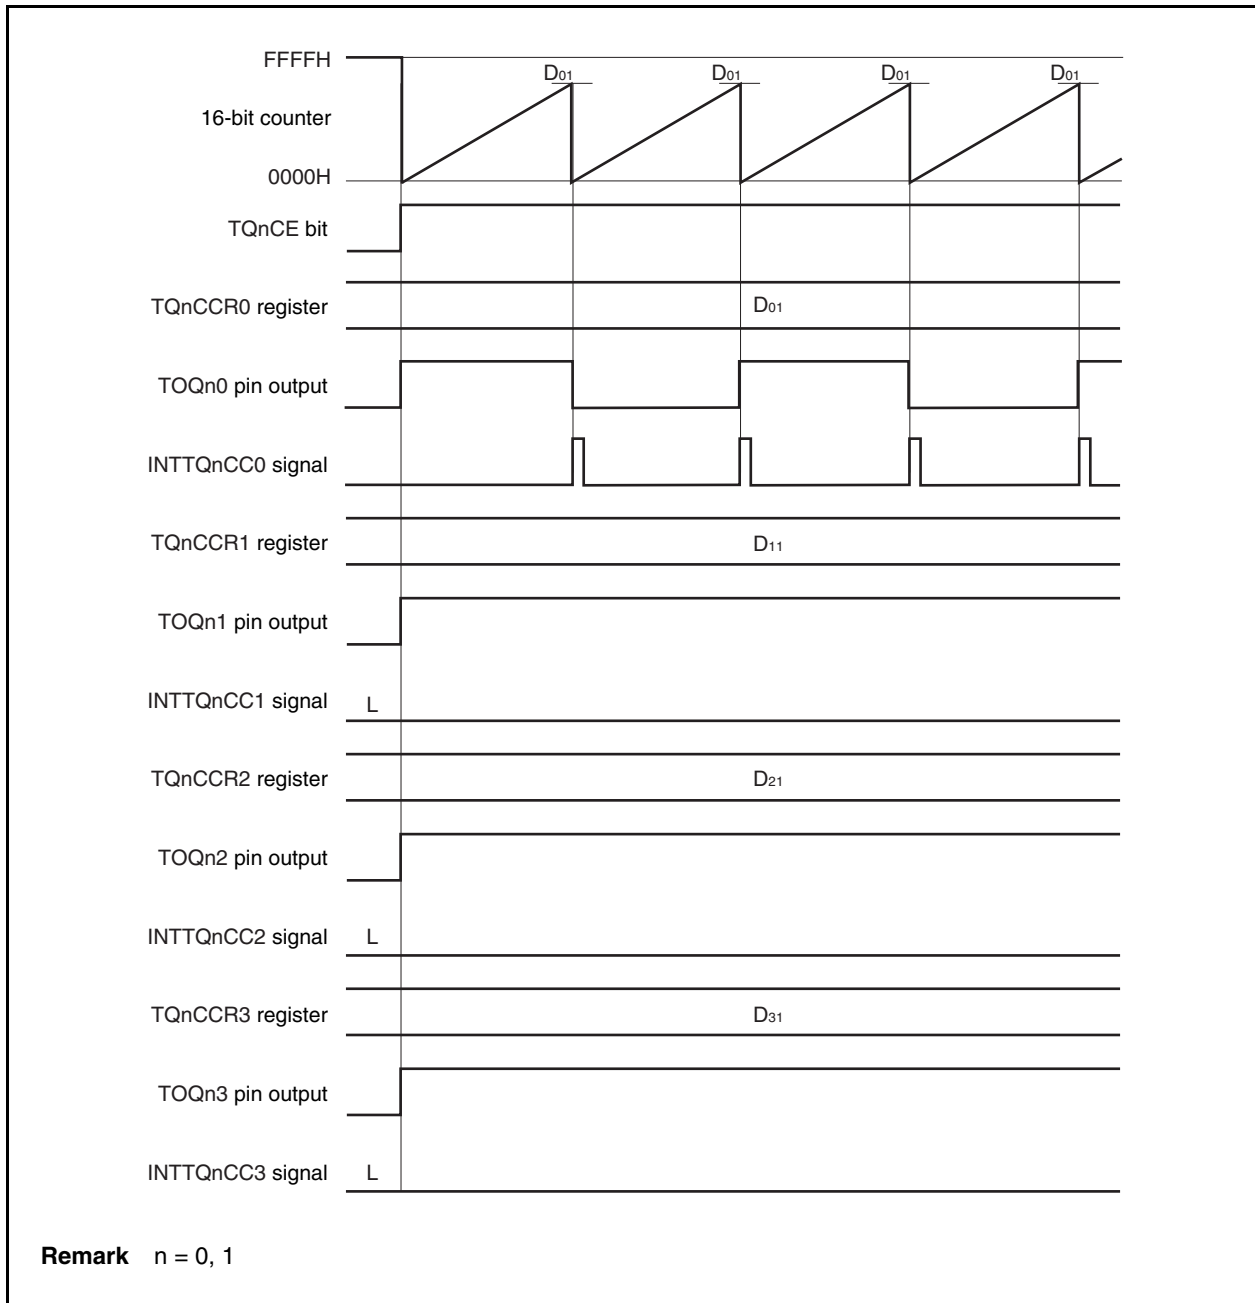 FFFFH
D01 D01 D01 D01
16-bit counter
0000H
TQnCE bit
TQnCCR0 register D01
TOQn0 pin output
INTTQnCC0 signal
TQnCCR1 register D11
TOQn1 pin output
INTTQnCC1 signal L
TQnCCR2 register D21
TOQn2 pin output
INTTQnCC2 signal L
TQnCCR3 register D31
TOQn3 pin output
INTTQnCC3 signal L
Remark n = 0, 1